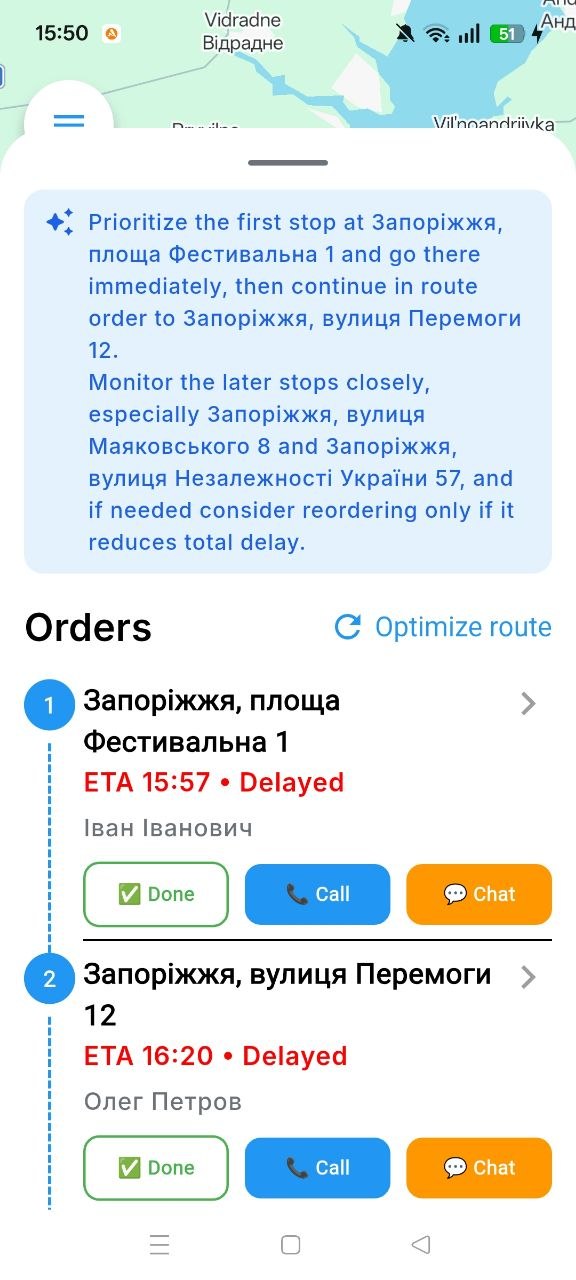 15:50
51
Vidradne
Відрадне
Анд
Vil'noandriivka
Prioritize the first stop at Запоріжжя,
площа Фестивальна 1 and go there
immediately, then continue in route
order to Запоріжжя, вулиця Перемоги
12.
Monitor the later stops closely,
especially Запоріжжя, вулиця
Маяковського 8 and Запоріжжя,
вулиця Незалежності України 57, and
if needed consider reordering only if it
reduces total delay.
Orders
Optimize route
1
Запоріжжя, площа
Фестивальна 1
ETA 15:57 • Delayed
Іван Іванович
✅ Done
📞 Call
💬 Chat
2
Запоріжжя, вулиця Перемоги
12
ETA 16:20 • Delayed
Олег Петров
✅ Done
📞 Call
💬 Chat